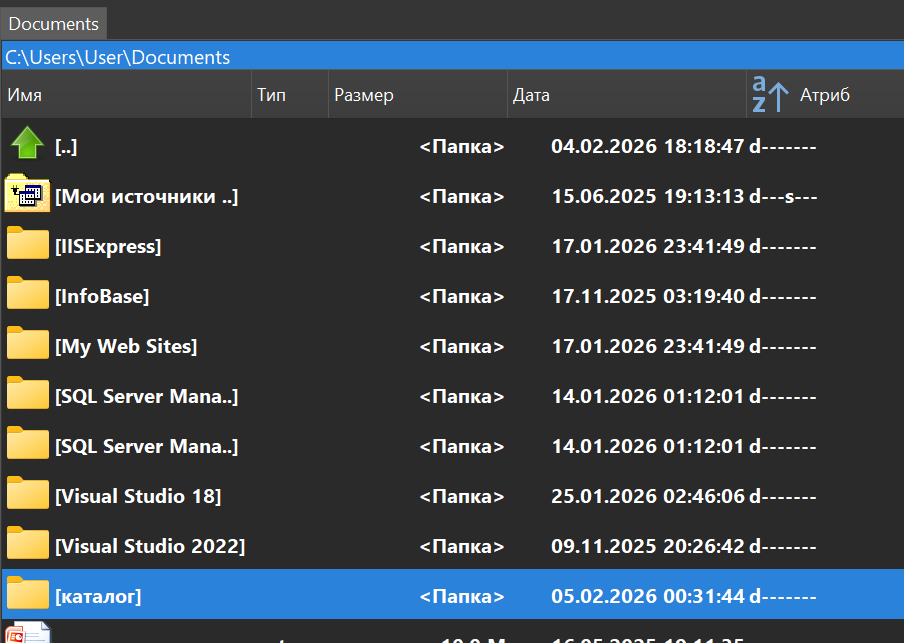 Documents
C:\Users\User\Documents
Имя Тип Размер Дата Атриб
[..] <Папка> 04.02.2026 18:18:47 d-------
[Мои источники ..] <Папка> 15.06.2025 19:13:13 d---s---
[IISExpress] <Папка> 17.01.2026 23:41:49 d-------
[InfoBase] <Папка> 17.11.2025 03:19:40 d-------
[My Web Sites] <Папка> 17.01.2026 23:41:49 d-------
[SQL Server Mana..] <Папка> 14.01.2026 01:12:01 d-------
[SQL Server Mana..] <Папка> 14.01.2026 01:12:01 d-------
[Visual Studio 18] <Папка> 25.01.2026 02:46:06 d-------
[Visual Studio 2022] <Папка> 09.11.2025 20:26:42 d-------
[каталог] <Папка> 05.02.2026 00:31:44 d-------